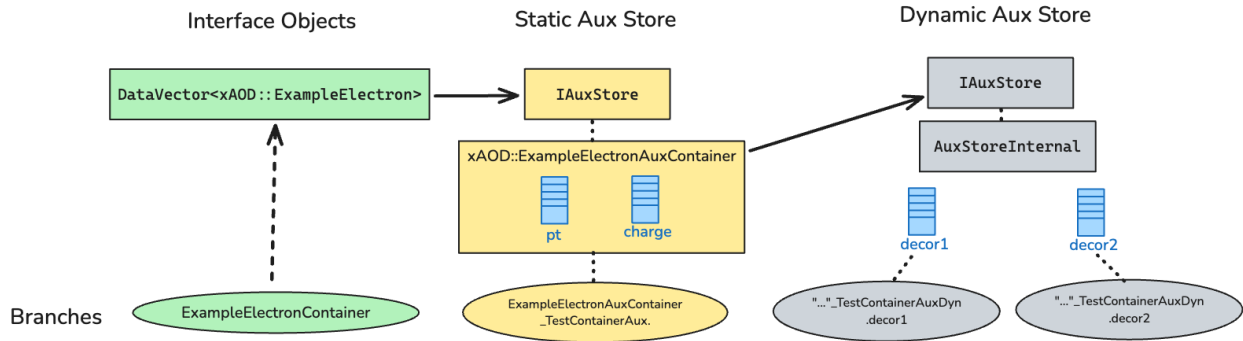 Interface Objects
Static Aux Store
Dynamic Aux Store
DataVector<xAOD::ExampleElectron>
IAuxStore
IAuxStore
AuxStoreInternal
xAOD::ExampleElectronAuxContainer
pt
charge
decor1
decor2
Branches
ExampleElectronContainer
ExampleElectronAuxContainer
_TestContainerAux.
"..."_TestContainerAuxDyn
.decor1
"..."_TestContainerAuxDyn
.decor2